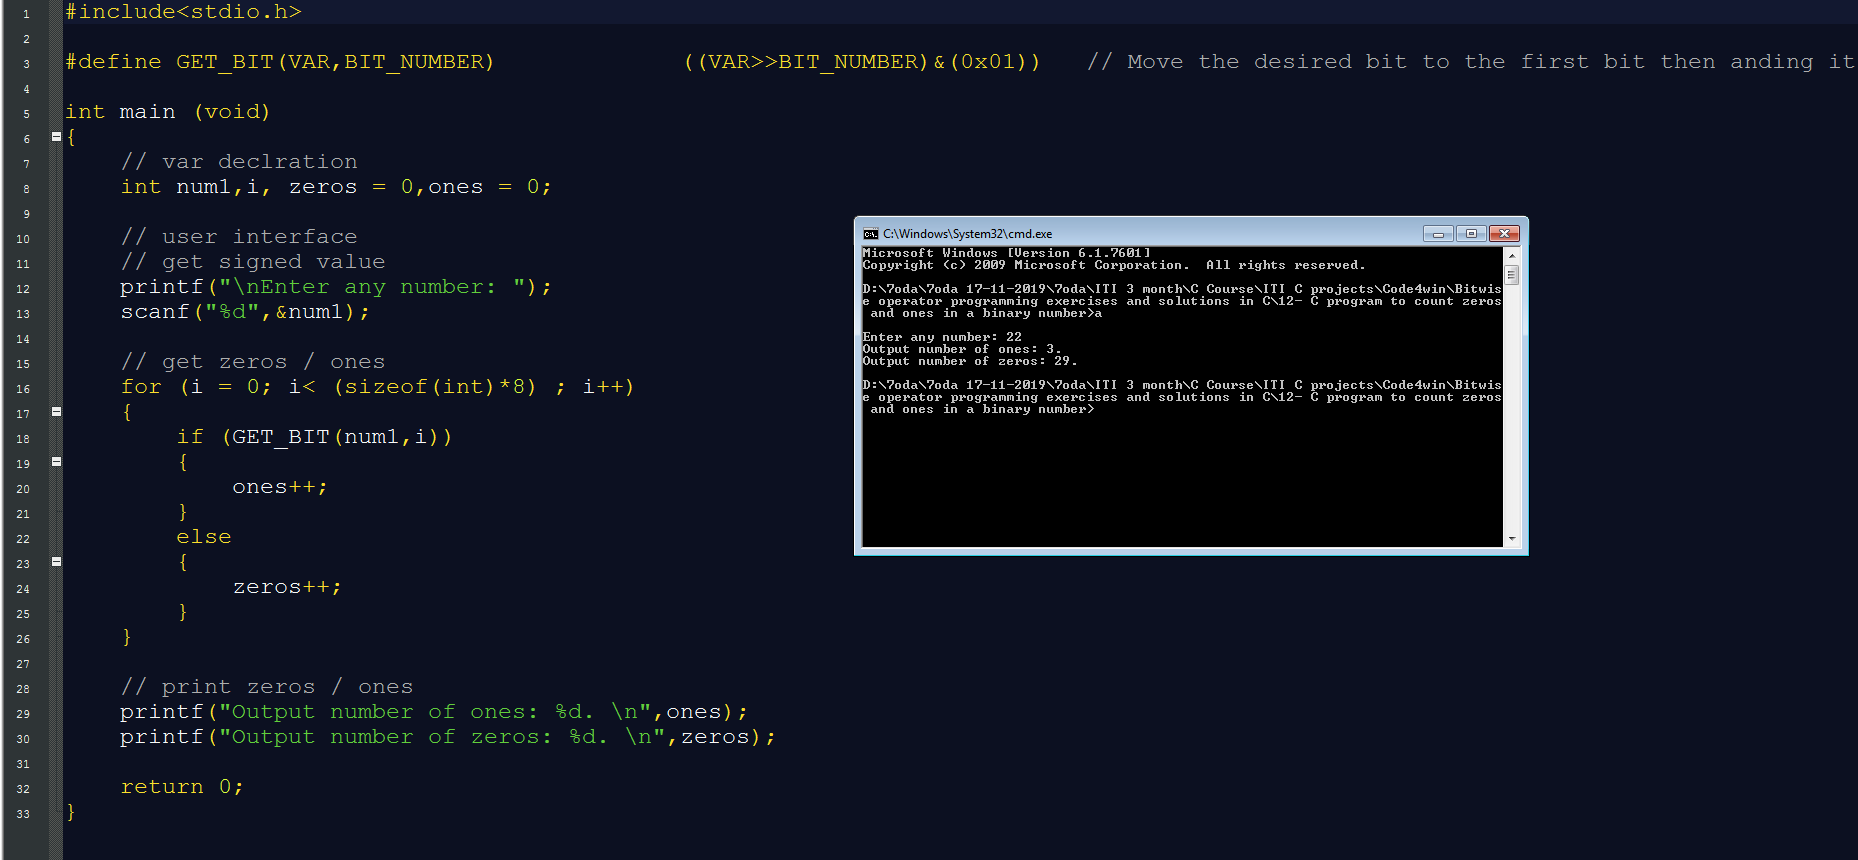 1 #include<stdio.h>
2
3 #define GET_BIT(VAR,BIT_NUMBER) ((VAR>>BIT_NUMBER)&(0x01)) // Move the desired bit to the first bit then anding it
4
5 int main (void)
6 {
7 // var declration
8 int num1,i, zeros = 0,ones = 0;
9
10 // user interface
11 // get signed value
12 printf("\nEnter any number: ");
13 scanf("%d",&num1);
14
15 // get zeros / ones
16 for (i = 0; i< (sizeof(int)*8) ; i++)
17 {
18 if (GET_BIT(num1,i))
19 {
20 ones++;
21 }
22 else
23 {
24 zeros++;
25 }
26 }
27
28 // print zeros / ones
29 printf("Output number of ones: %d. \n",ones);
30 printf("Output number of zeros: %d. \n",zeros);
31
32 return 0;
33 }
C:\Windows\System32\cmd.exe
Microsoft Windows [Version 6.1.7601]
Copyright (c) 2009 Microsoft Corporation.  All rights reserved.
D:\7oda\7oda 17-11-2019\7oda\ITI 3 month\C Course\ITI C projects\Code4win\Bitwis
e operator programming exercises and solutions in C\12- C program to count zeros
and ones in a binary number>a
Enter any number: 22
Output number of ones: 3.
Output number of zeros: 29.
D:\7oda\7oda 17-11-2019\7oda\ITI 3 month\C Course\ITI C projects\Code4win\Bitwis
e operator programming exercises and solutions in C\12- C program to count zeros
and ones in a binary number>